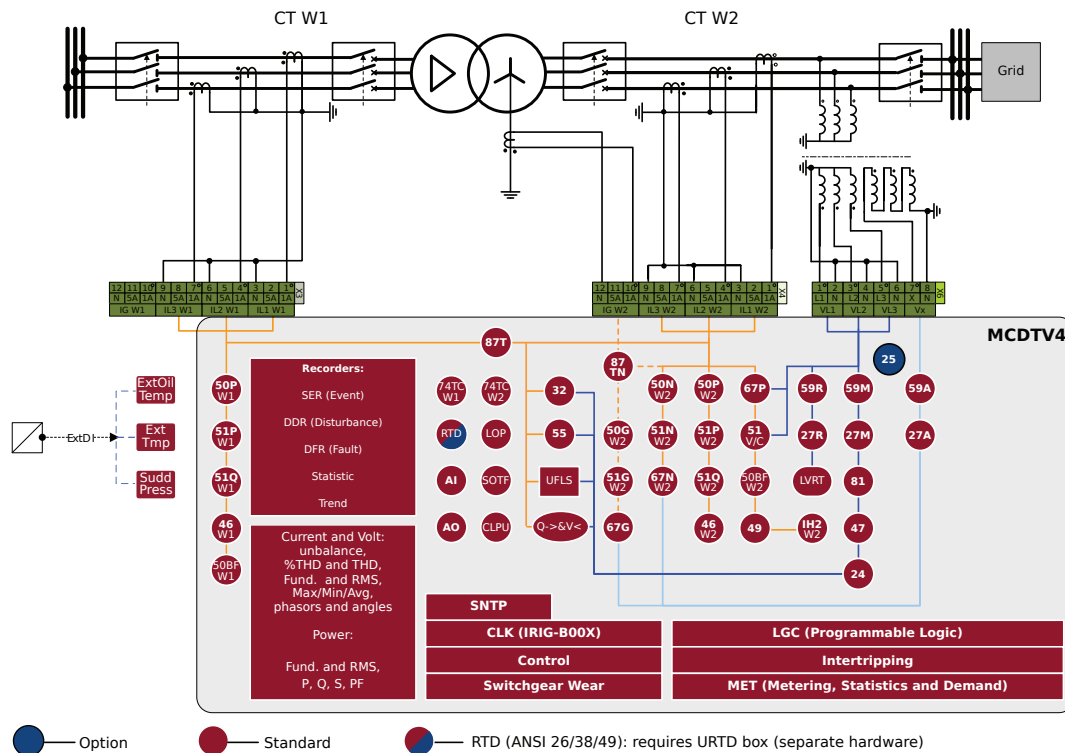 CT W1
CT W2
Grid
12 11 10° 9 8 7° 6 5 4° 3 2 1°
N 5A 1A N 5A 1A N 5A 1A N 5A 1A
IG W1 IL3 W1 IL2 W1 IL1 W1
X3
12 11 10° 9 8 7° 6 5 4° 3 2 1°
N 5A 1A N 5A 1A N 5A 1A N 5A 1A
IG W2 IL3 W2 IL2 W2 IL1 W2
X4
1° 2 3° 4 5° 6 7° 8
L1 N L2 N L3 N X N
VL1 VL2 VL3 Vx
MCDTV4
87T
25
87
TN
ExtOil
Temp
Ext
Tmp
Sudd
Press
ExtDI
50P
W1
51P
W1
51Q
W1
46
W1
50BF
W1
Recorders:
SER (Event)
DDR (Disturbance)
DFR (Fault)
Statistic
Trend
Current and Volt:
unbalance,
%THD and THD,
Fund. and RMS,
Max/Min/Avg,
phasors and angles
Power:
Fund. and RMS,
P, Q, S, PF
74TC
W1
74TC
W2
32
RTD
LOP
55
AI
SOTF
UFLS
AO
CLPU
Q->&V<
50G
W2
51G
W2
67G
50N
W2
51N
W2
67N
W2
50P
W2
51P
W2
51Q
W2
46
W2
67P
51
V/C
50BF
W2
49
59R
27R
LVRT
IH2
W2
59M
27M
81
47
24
59A
27A
SNTP
CLK (IRIG-B00X)
Control
Switchgear Wear
LGC (Programmable Logic)
Intertripping
MET (Metering, Statistics and Demand)
Option
Standard
RTD (ANSI 26/38/49): requires URTD box (separate hardware)